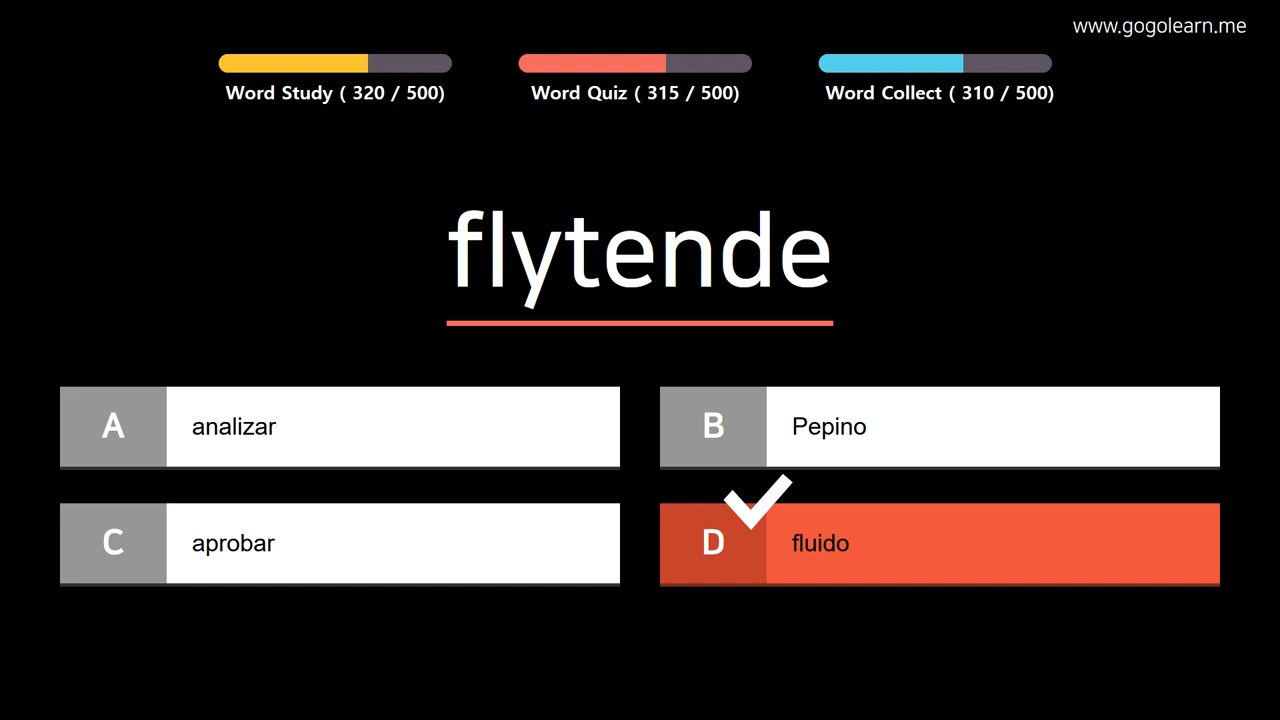 www.gogolearn.me
Word Study ( 320 / 500)
Word Quiz ( 315 / 500)
Word Collect ( 310 / 500)
flytende
A analizar
B Pepino
C aprobar
D fluido